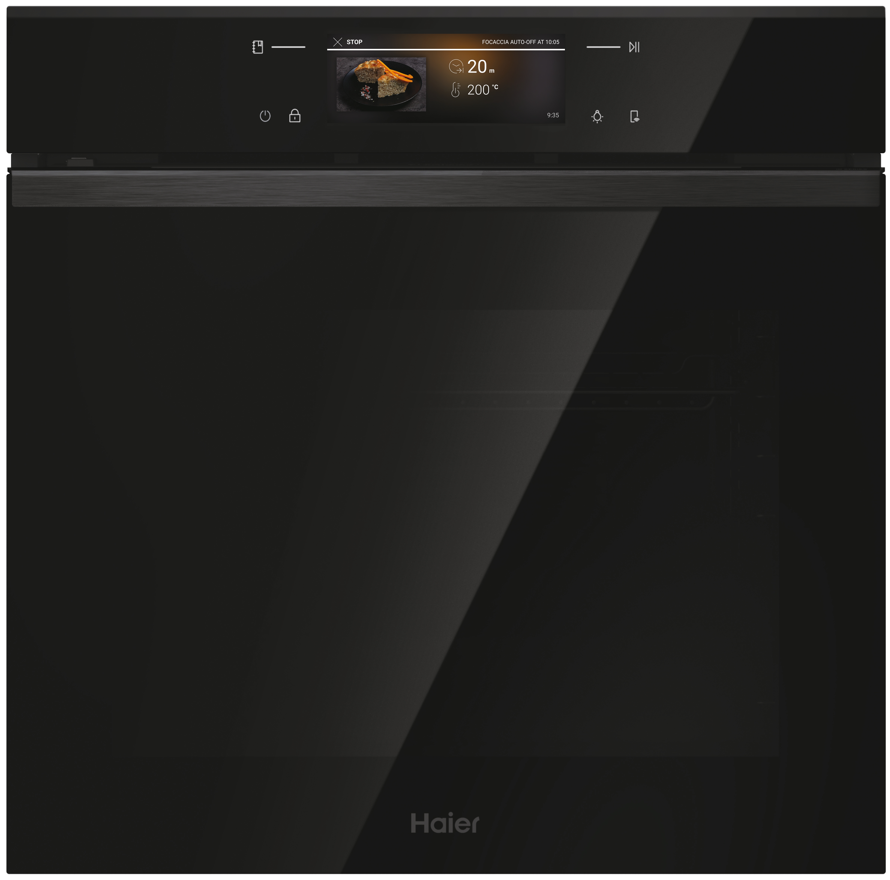 STOP
FOCACCIA AUTO-OFF AT 10:05
20 m
200 °C
9:35
Haier